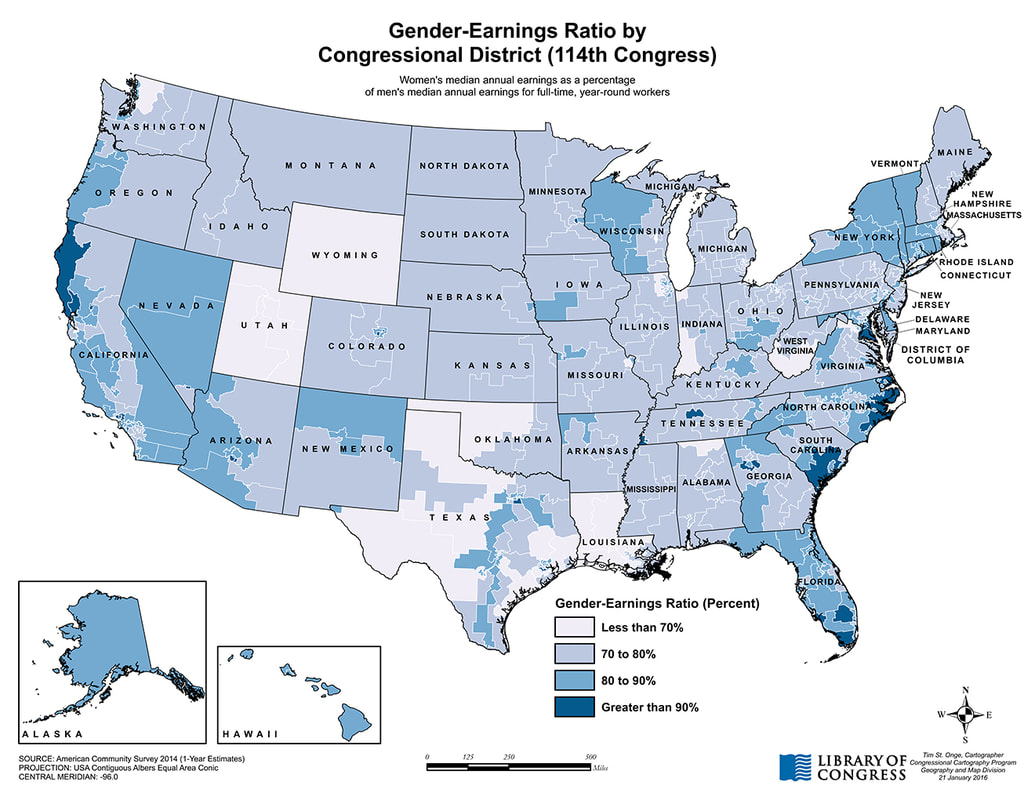 Gender-Earnings Ratio by
Congressional District (114th Congress)
Women's median annual earnings as a percentage
of men's median annual earnings for full-time, year-round workers
WASHINGTON
MONTANA
NORTH DAKOTA
MINNESOTA
MICHIGAN
VERMONT
MAINE
OREGON
IDAHO
SOUTH DAKOTA
WISCONSIN
MICHIGAN
NEW YORK
NEW
HAMPSHIRE
MASSACHUSETTS
WYOMING
RHODE ISLAND
CONNECTICUT
NEVADA
UTAH
NEBRASKA
IOWA
ILLINOIS
INDIANA
OHIO
PENNSYLVANIA
NEW
JERSEY
DELAWARE
MARYLAND
DISTRICT OF
COLUMBIA
CALIFORNIA
COLORADO
KANSAS
MISSOURI
WEST
VIRGINIA
VIRGINIA
KENTUCKY
ARIZONA
NEW MEXICO
OKLAHOMA
ARKANSAS
TENNESSEE
NORTH CAROLINA
SOUTH
CAROLINA
TEXAS
LOUISIANA
MISSISSIPPI
ALABAMA
GEORGIA
FLORIDA
ALASKA
HAWAII
Gender-Earnings Ratio (Percent)
Less than 70%
70 to 80%
80 to 90%
Greater than 90%
N
W
E
S
SOURCE: American Community Survey 2014 (1-Year Estimates)
PROJECTION: USA Contiguous Albers Equal Area Conic
CENTRAL MERIDIAN: -96.0
0 125 250 500
Miles
LIBRARY OF
CONGRESS
Tim St. Onge, Cartographer
Congressional Cartography Program
Geography and Map Division
21 January 2016